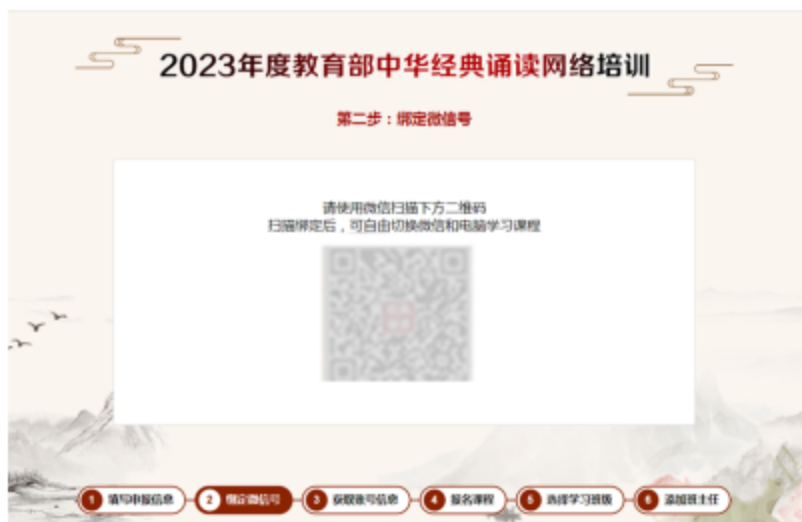 2023年度教育部中华经典诵读网络培训
第二步：绑定微信号
请使用微信扫描下方二维码
扫描绑定后，可自由切换微信和电脑学习课程
1 填写申报信息
2 绑定微信号
3 获取账号信息
4 报名课程
5 选择学习班级
6 添加班主任